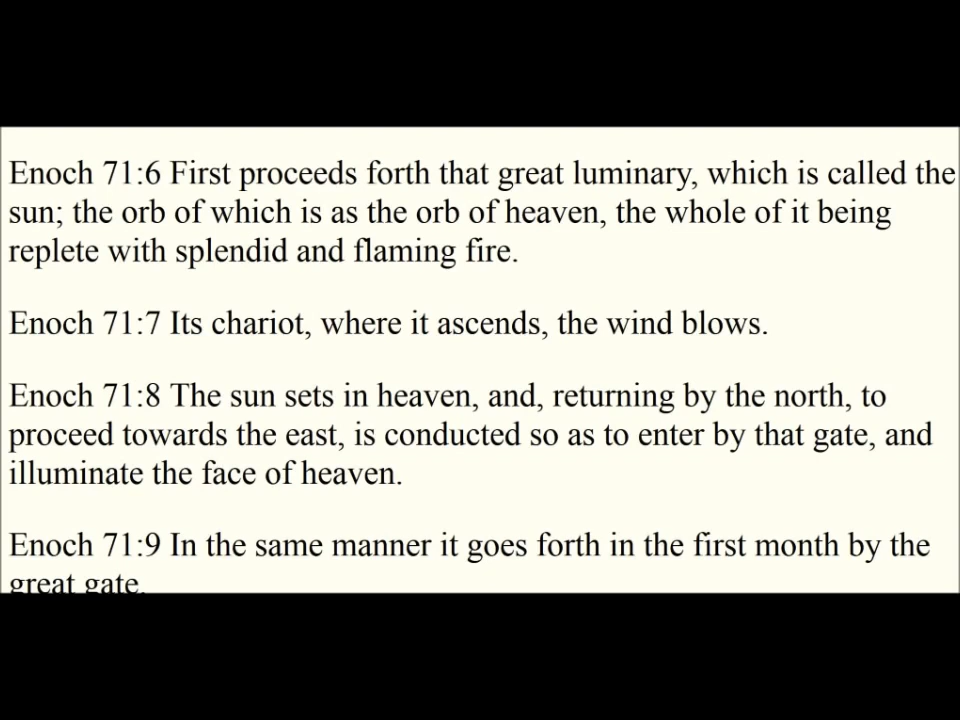 Enoch 71:6 First proceeds forth that great luminary, which is called the
sun; the orb of which is as the orb of heaven, the whole of it being
replete with splendid and flaming fire.
Enoch 71:7 Its chariot, where it ascends, the wind blows.
Enoch 71:8 The sun sets in heaven, and, returning by the north, to
proceed towards the east, is conducted so as to enter by that gate, and
illuminate the face of heaven.
Enoch 71:9 In the same manner it goes forth in the first month by the
great gate.